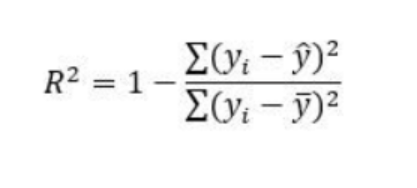 R² = 1 − ∑(yᵢ − ŷ)² / ∑(yᵢ − ȳ)²